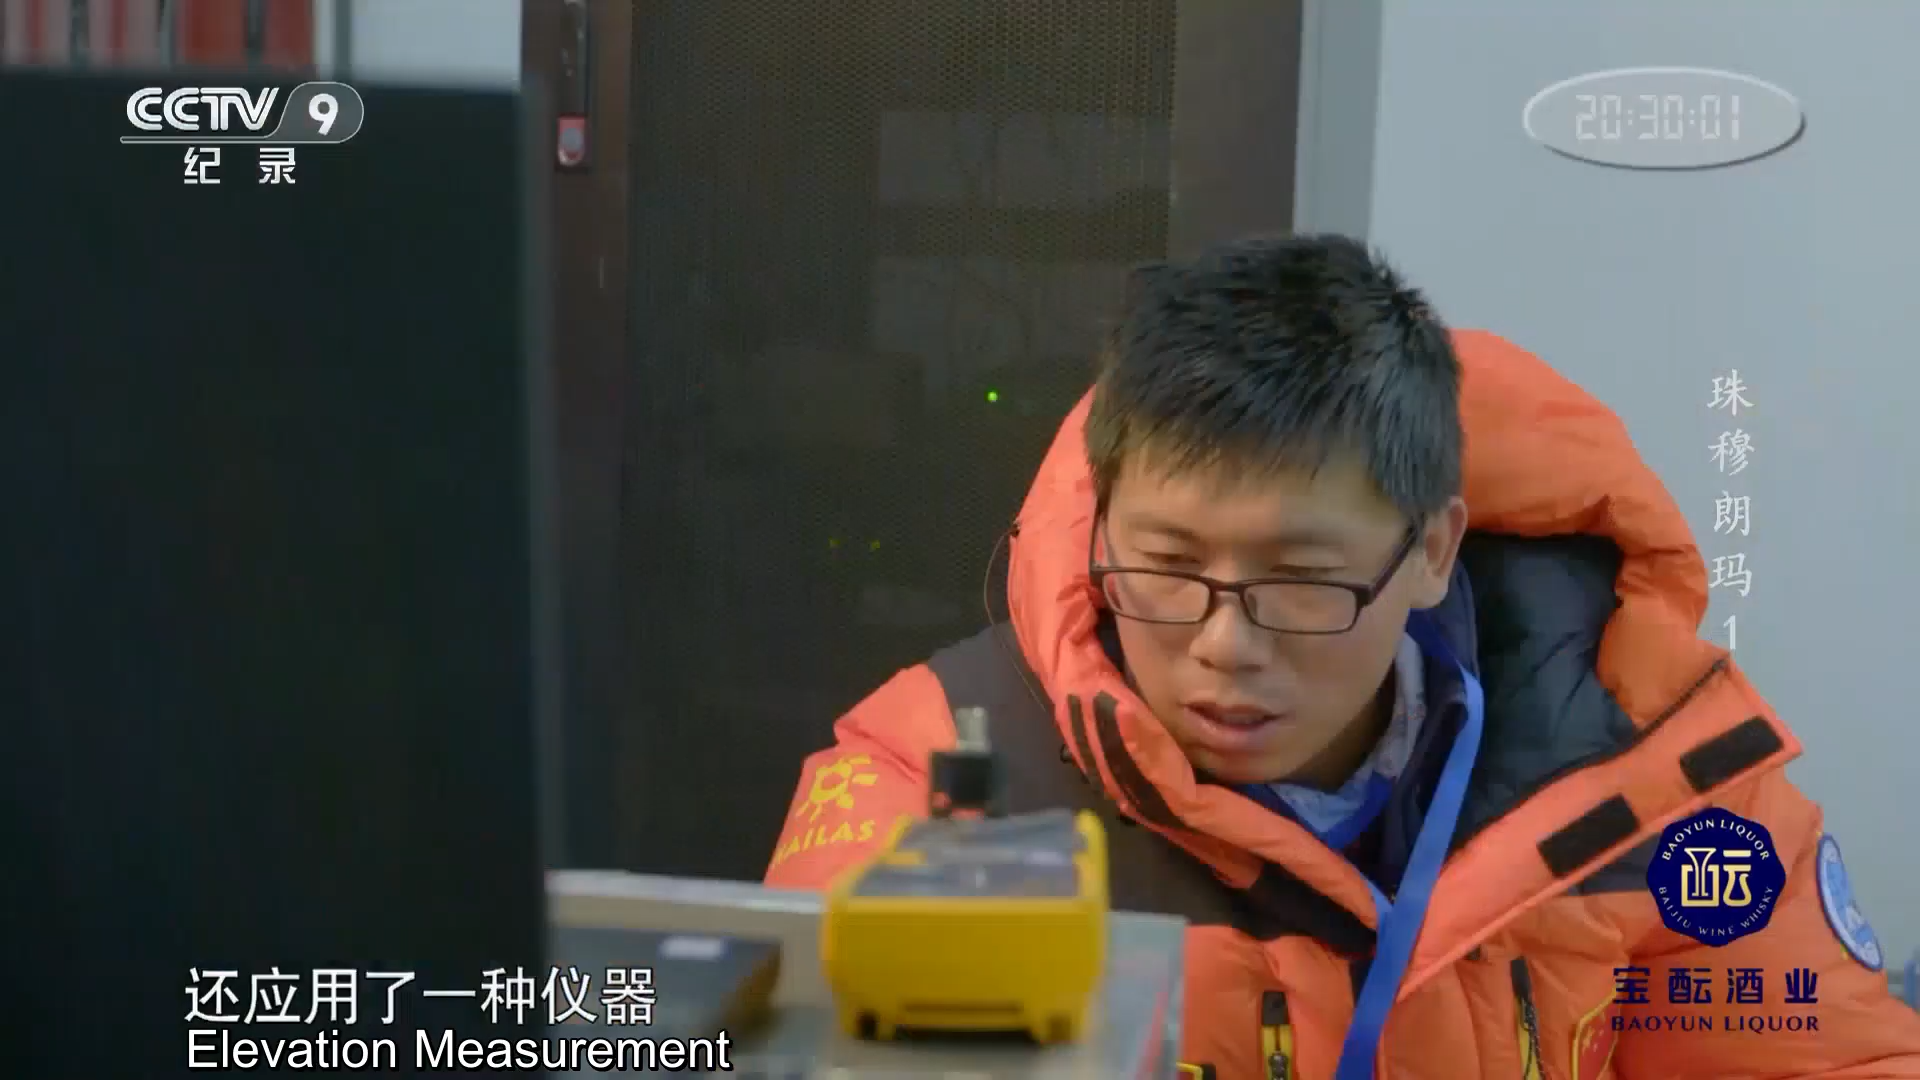 CCTV 9
纪 录
20:30:01
珠穆朗玛1
KAILAS
BAOYUN LIQUOR
酝
BAIJIU WINE WHISKY
宝酝酒业
BAOYUN LIQUOR
还应用了一种仪器
Elevation Measurement